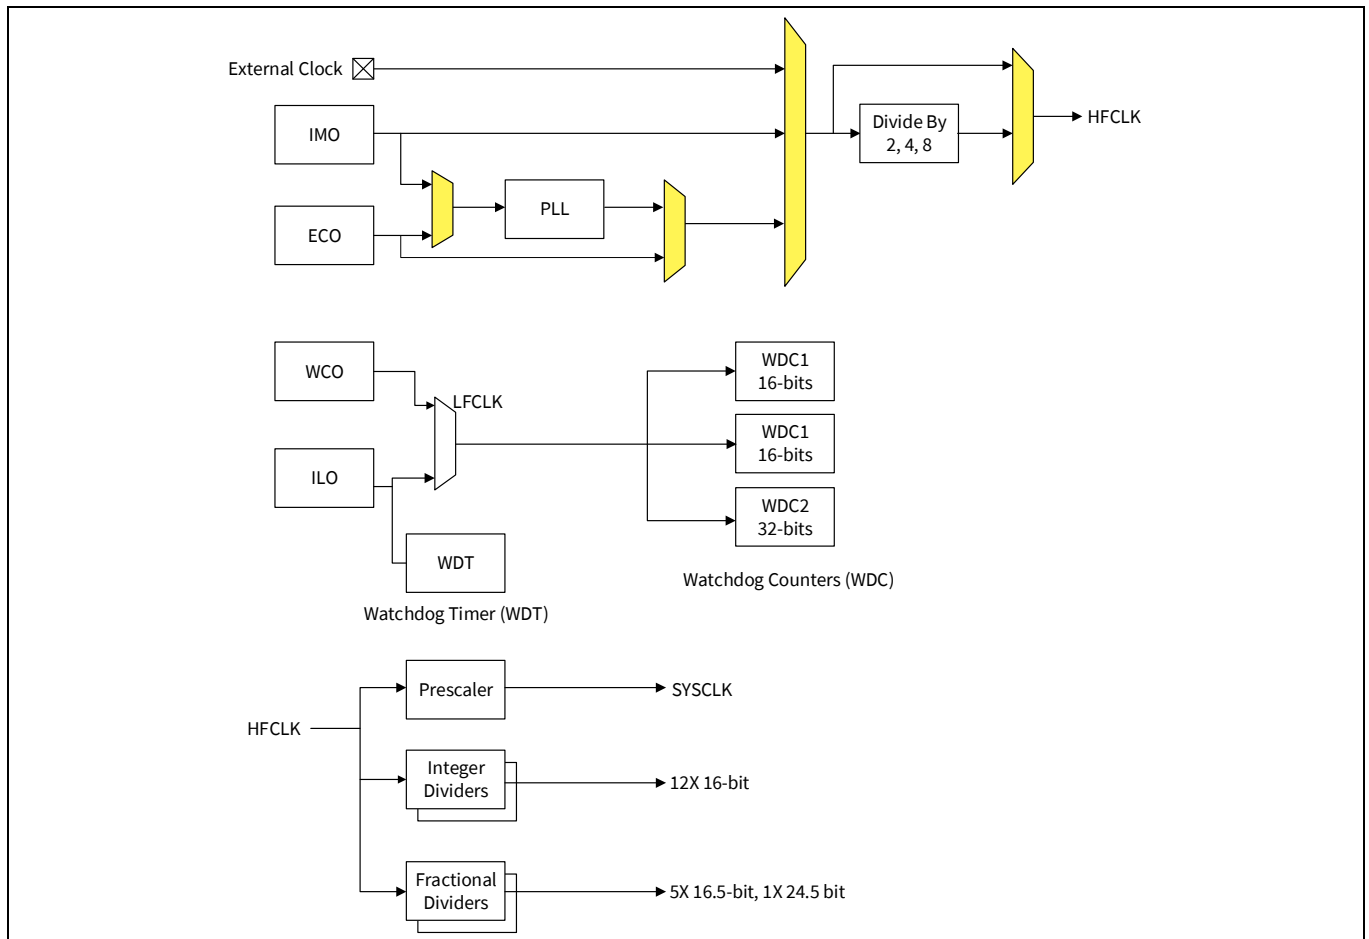 External Clock
IMO
Divide By
2, 4, 8
HFCLK
PLL
ECO
WCO
LFCLK
WDC1
16-bits
WDC1
16-bits
ILO
WDC2
32-bits
WDT
Watchdog Counters (WDC)
Watchdog Timer (WDT)
Prescaler
SYSCLK
HFCLK
Integer
Dividers
12X 16-bit
Fractional
Dividers
5X 16.5-bit, 1X 24.5 bit